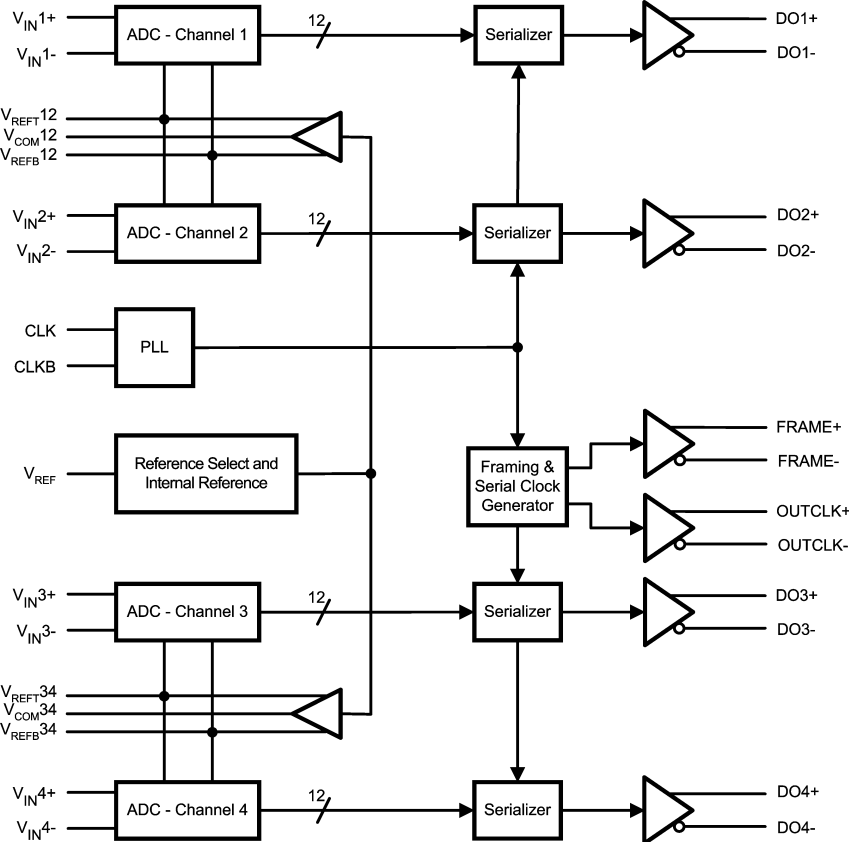 VIN1+
ADC - Channel 1
12
Serializer
DO1+
VIN1-
DO1-
VREFT12
VCOM12
VREFB12
VIN2+
ADC - Channel 2
12
Serializer
DO2+
VIN2-
DO2-
CLK
PLL
CLKB
FRAME+
Reference Select and
Internal Reference
VREF
Framing &
Serial Clock
Generator
FRAME-
OUTCLK+
OUTCLK-
VIN3+
ADC - Channel 3
12
Serializer
DO3+
VIN3-
DO3-
VREFT34
VCOM34
VREFB34
VIN4+
ADC - Channel 4
12
Serializer
DO4+
VIN4-
DO4-